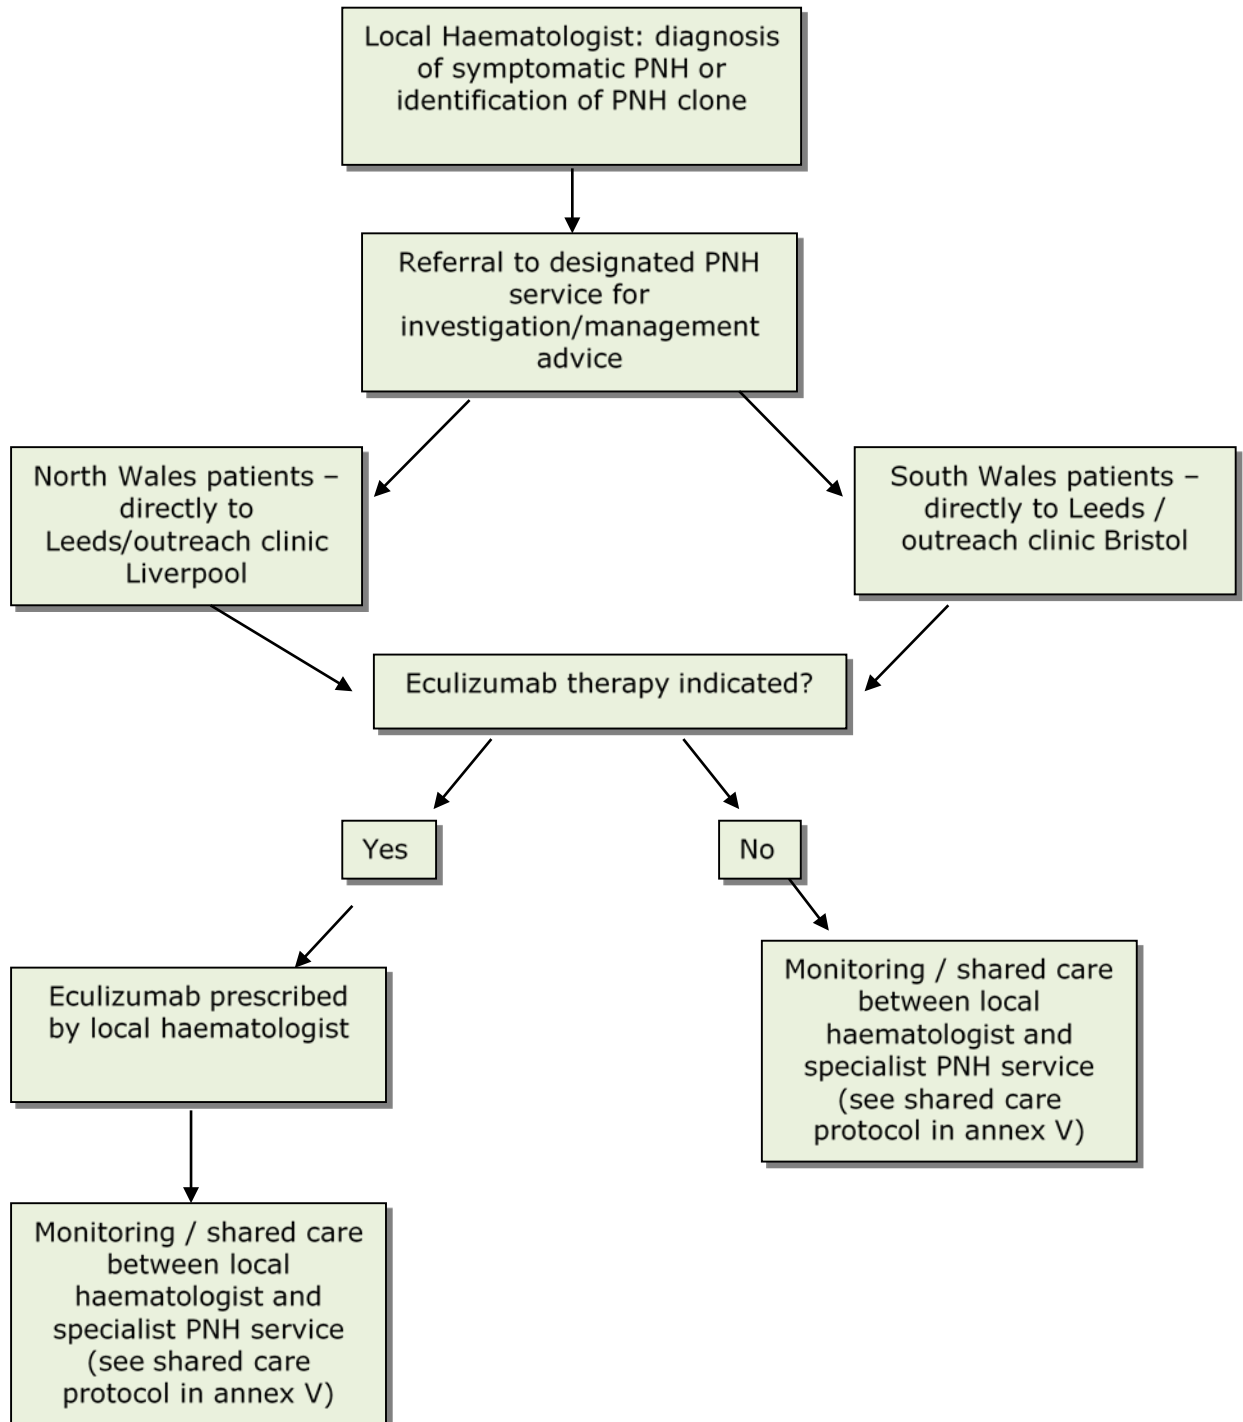 Local Haematologist: diagnosis
of symptomatic PNH or
identification of PNH clone
Referral to designated PNH
service for
investigation/management
advice
North Wales patients –
directly to
Leeds/outreach clinic
Liverpool
South Wales patients –
directly to Leeds /
outreach clinic Bristol
Eculizumab therapy indicated?
Yes
No
Eculizumab prescribed
by local haematologist
Monitoring / shared care
between local
haematologist and
specialist PNH service
(see shared care
protocol in annex V)
Monitoring / shared care
between local
haematologist and
specialist PNH service
(see shared care
protocol in annex V)